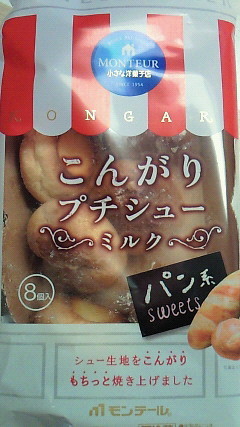 MONTEUR
小さな洋菓子店
SINCE 1954
ONGAR
こんがり
プチシュー
ミルク
8個入
パン系
sweets
シュー生地をこんがり
もちっと焼き上げました
モンテール